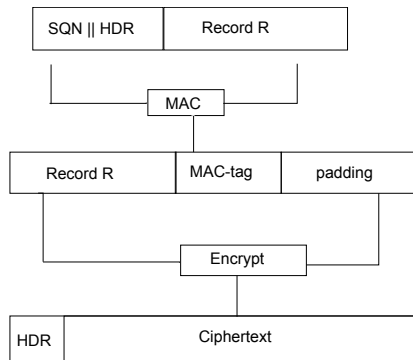 SQN || HDR Record R
MAC
Record R MAC-tag padding
Encrypt
HDR Ciphertext